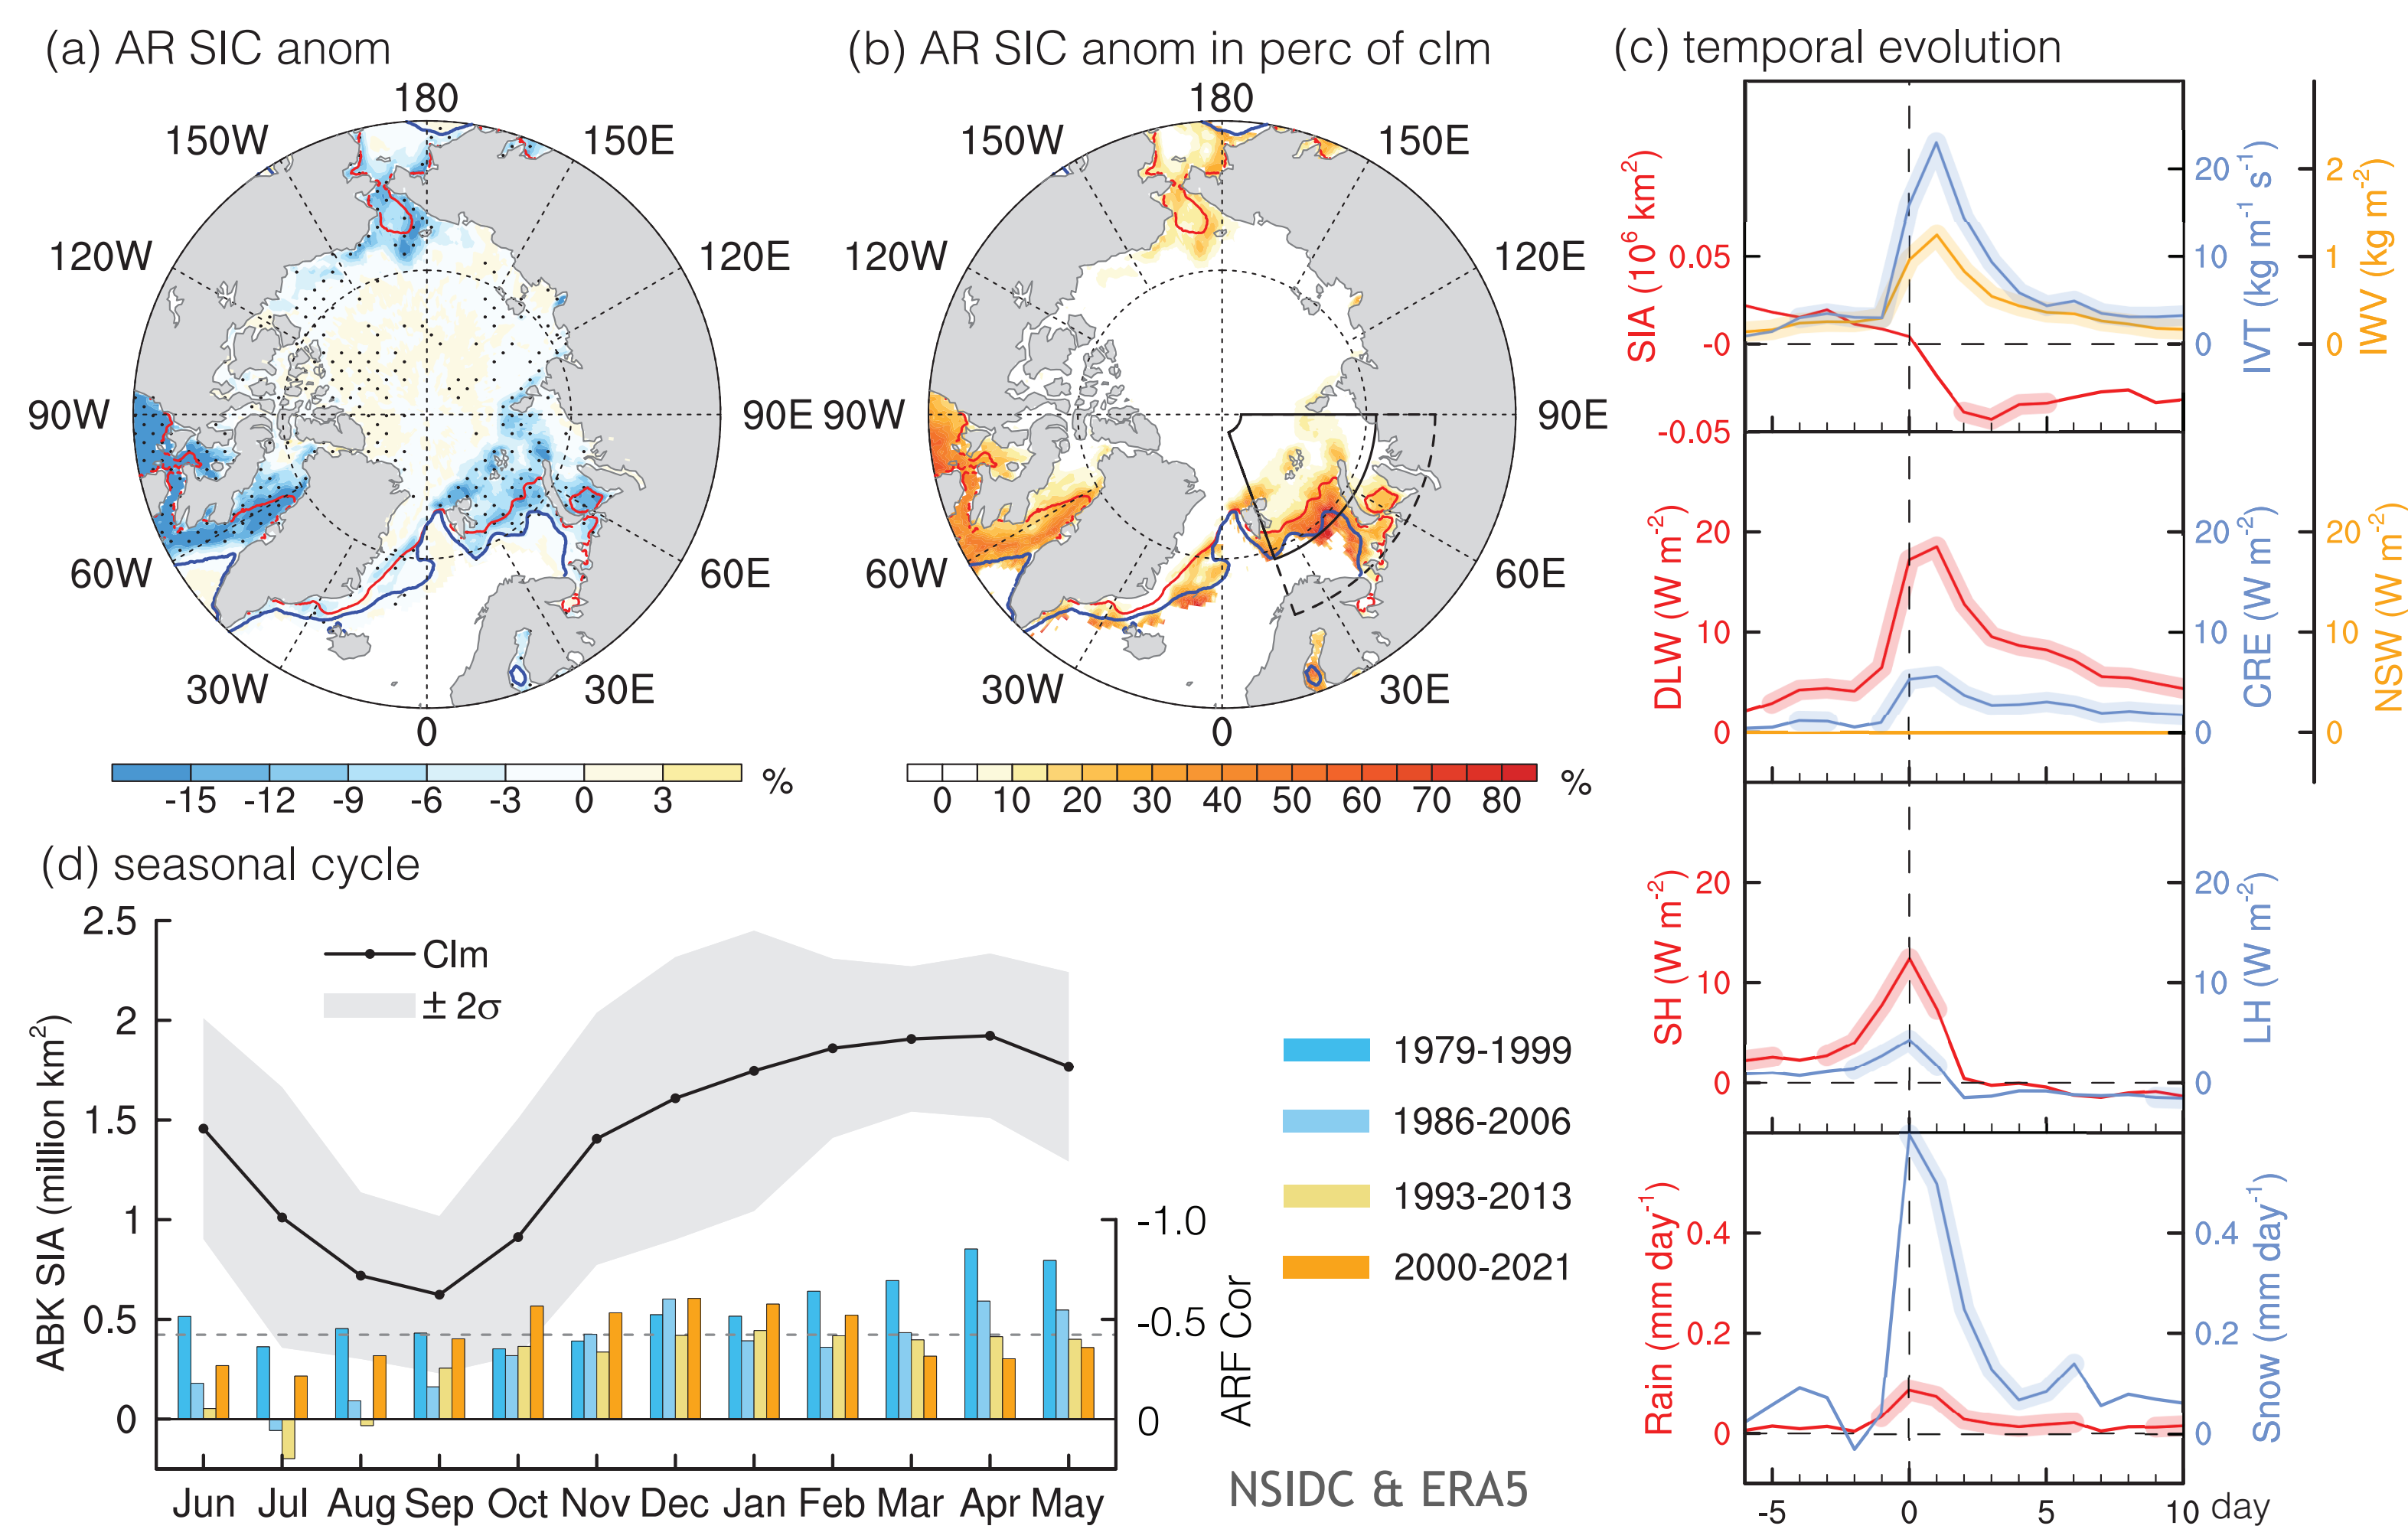 (a) AR SIC anom
180
150W
150E
120W
120E
90W
90E
60W
60E
30W
30E
0
-15 -12 -9 -6 -3 0 3 %
(b) AR SIC anom in perc of clm
180
150W
150E
120W
120E
90W
90E
60W
60E
30W
30E
0
0 10 20 30 40 50 60 70 80 %
(c) temporal evolution
SIA (10⁶ km²)
0.05
-0
-0.05
20
10
0
IVT (kg m⁻¹ s⁻¹)
2
1
0
IWV (kg m⁻²)
DLW (W m⁻²)
20
10
0
20
10
0
CRE (W m⁻²)
20
10
0
NSW (W m⁻²)
SH (W m⁻²)
20
10
0
20
10
0
LH (W m⁻²)
Rain (mm day⁻¹)
0.4
0.2
0
0.4
0.2
0
Snow (mm day⁻¹)
-5 0 5 10 day
(d) seasonal cycle
ABK SIA (million km²)
2.5
2
1.5
1
0.5
0
Clm
± 2σ
-1.0
-0.5
0
ARF Cor
Jun Jul Aug Sep Oct Nov Dec Jan Feb Mar Apr May
1979-1999
1986-2006
1993-2013
2000-2021
NSIDC & ERA5